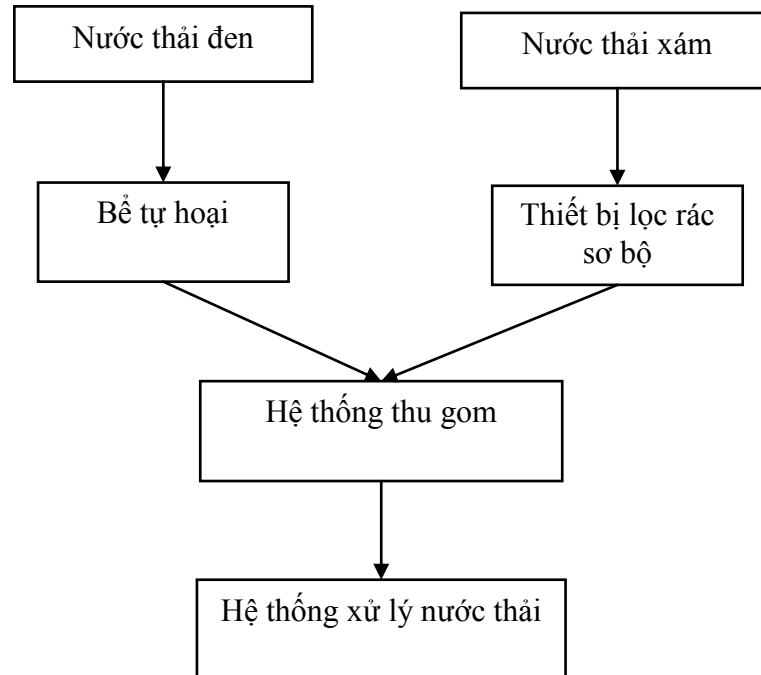 Nước thải đen
Nước thải xám
Bể tự hoại
Thiết bị lọc rác
sơ bộ
Hệ thống thu gom
Hệ thống xử lý nước thải